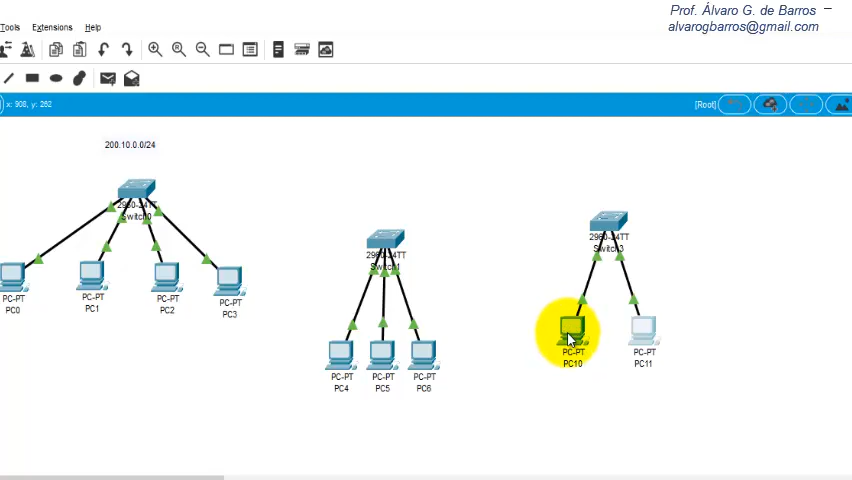 Prof. Álvaro G. de Barros
alvarogbarros@gmail.com
Tools Extensions Help
x: 908, y: 262
[Root]
200.10.0.0/24
2960-24TT
Switch0
2960-24TT
Switch1
2960-24TT
Switch3
PC-PT
PC0
PC-PT
PC1
PC-PT
PC2
PC-PT
PC3
PC-PT
PC4
PC-PT
PC5
PC-PT
PC6
PC-PT
PC10
PC-PT
PC11